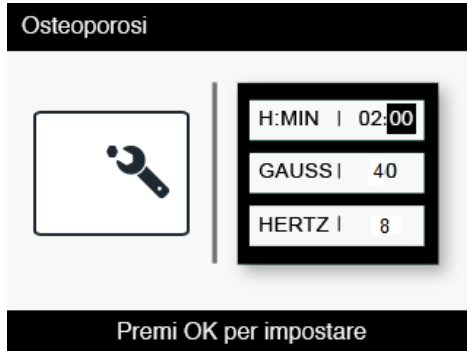 Osteoporosi
H:MIN | 02:00
GAUSS | 40
HERTZ | 8
Premi OK per impostare